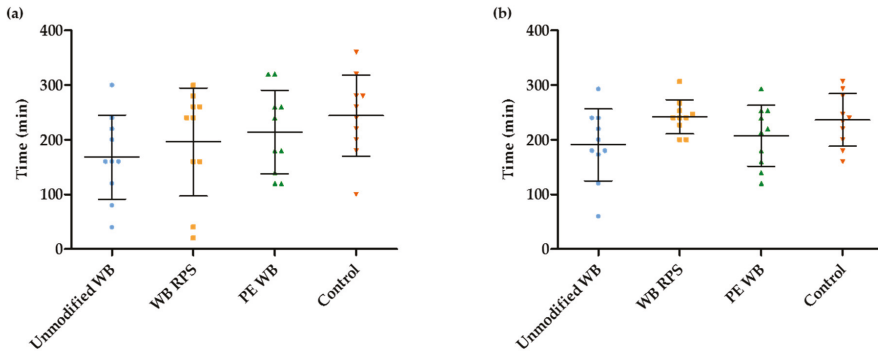 (a)
Time (min)
400
300
200
100
0
Unmodified WB
WB RPS
PE WB
Control
(b)
Time (min)
400
300
200
100
0
Unmodified WB
WB RPS
PE WB
Control